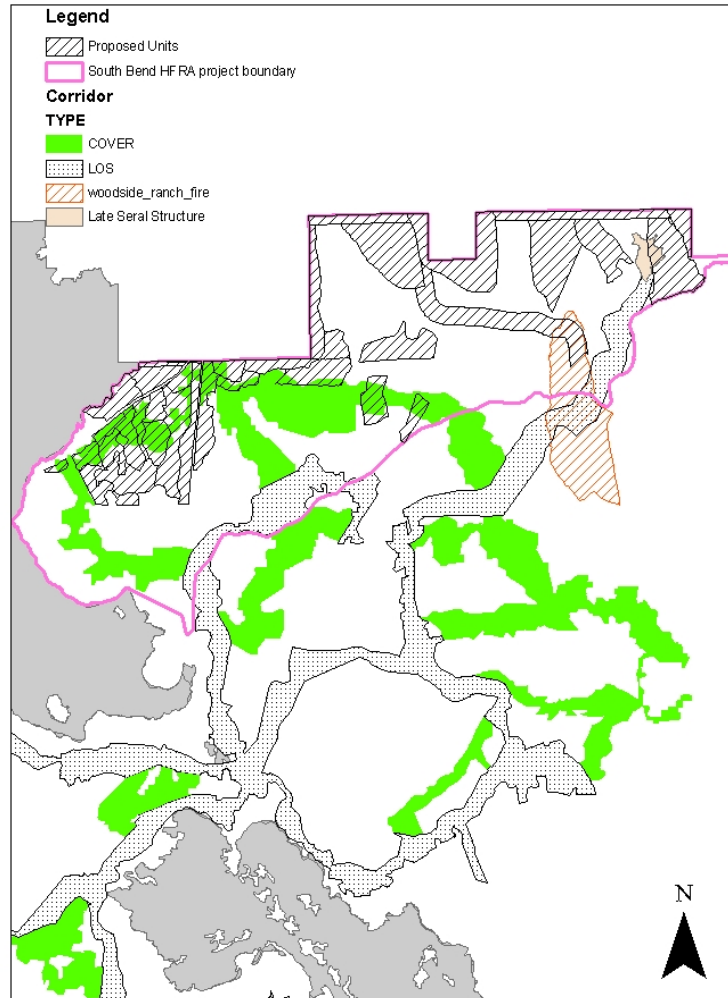 Legend
Proposed Units
South Bend HFRA project boundary
Corridor
TYPE
COVER
LOS
woodside_ranch_fire
Late Seral Structure
N